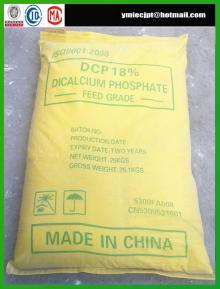 ymlecjpt@hotmail.com
ISO9001:2008
DCP 18%
DICALCIUM PHOSPHATE
FEED GRADE
BATCH NO:
PRODUCTION DATE:
EXPIRY DATE: TWO YEARS
NET WEIGHT: 25KGS
GROSS WEIGHT: 25.1KGS
MADE IN CHINA